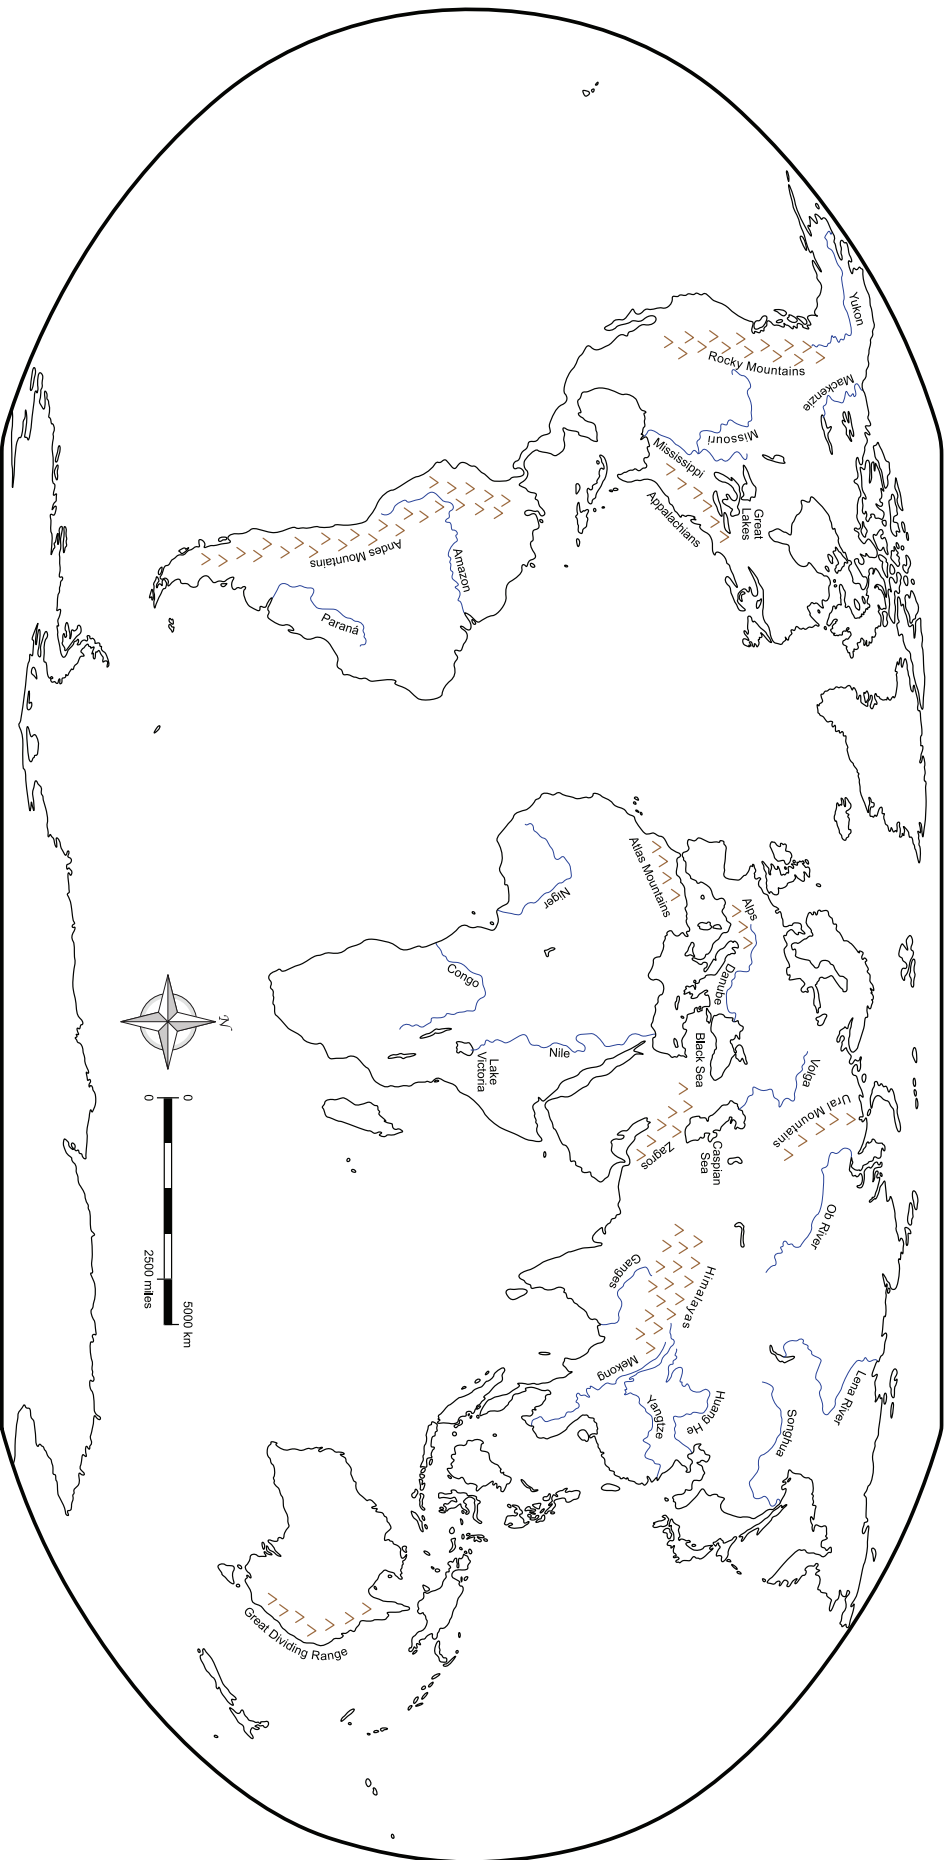 Yukon
Mackenzie
Rocky Mountains
Missouri
Mississippi
Great
Lakes
Appalachians
Amazon
Andes Mountains
Paraná
Atlas Mountains
Alps
Danube
Black Sea
Niger
Congo
Nile
Lake
Victoria
Volga
Ural Mountains
Caspian
Sea
Zagros
Ob River
Himalayas
Ganges
Mekong
Yangtze
Huang He
Lena River
Songhua
Great Dividing Range
N
0
5000 km
0
2500 miles